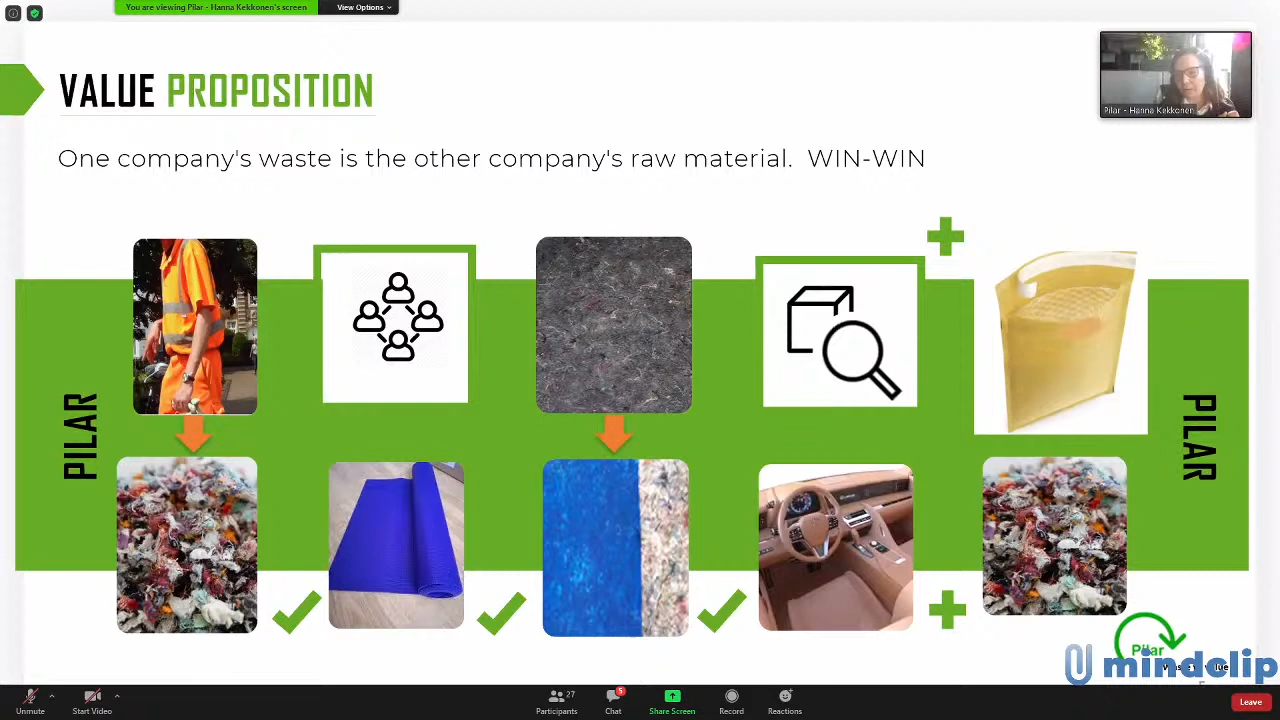 You are viewing Pilar - Hanna Kekkonen's screen
View Options
VALUE PROPOSITION
One company's waste is the other company's raw material. WIN-WIN
Pilar - Hanna Kekkonen
PILAR
PILAR
Pilar
mindclip
Unmute
Start Video
27
Participants
5
Chat
Share Screen
Record
Reactions
Leave